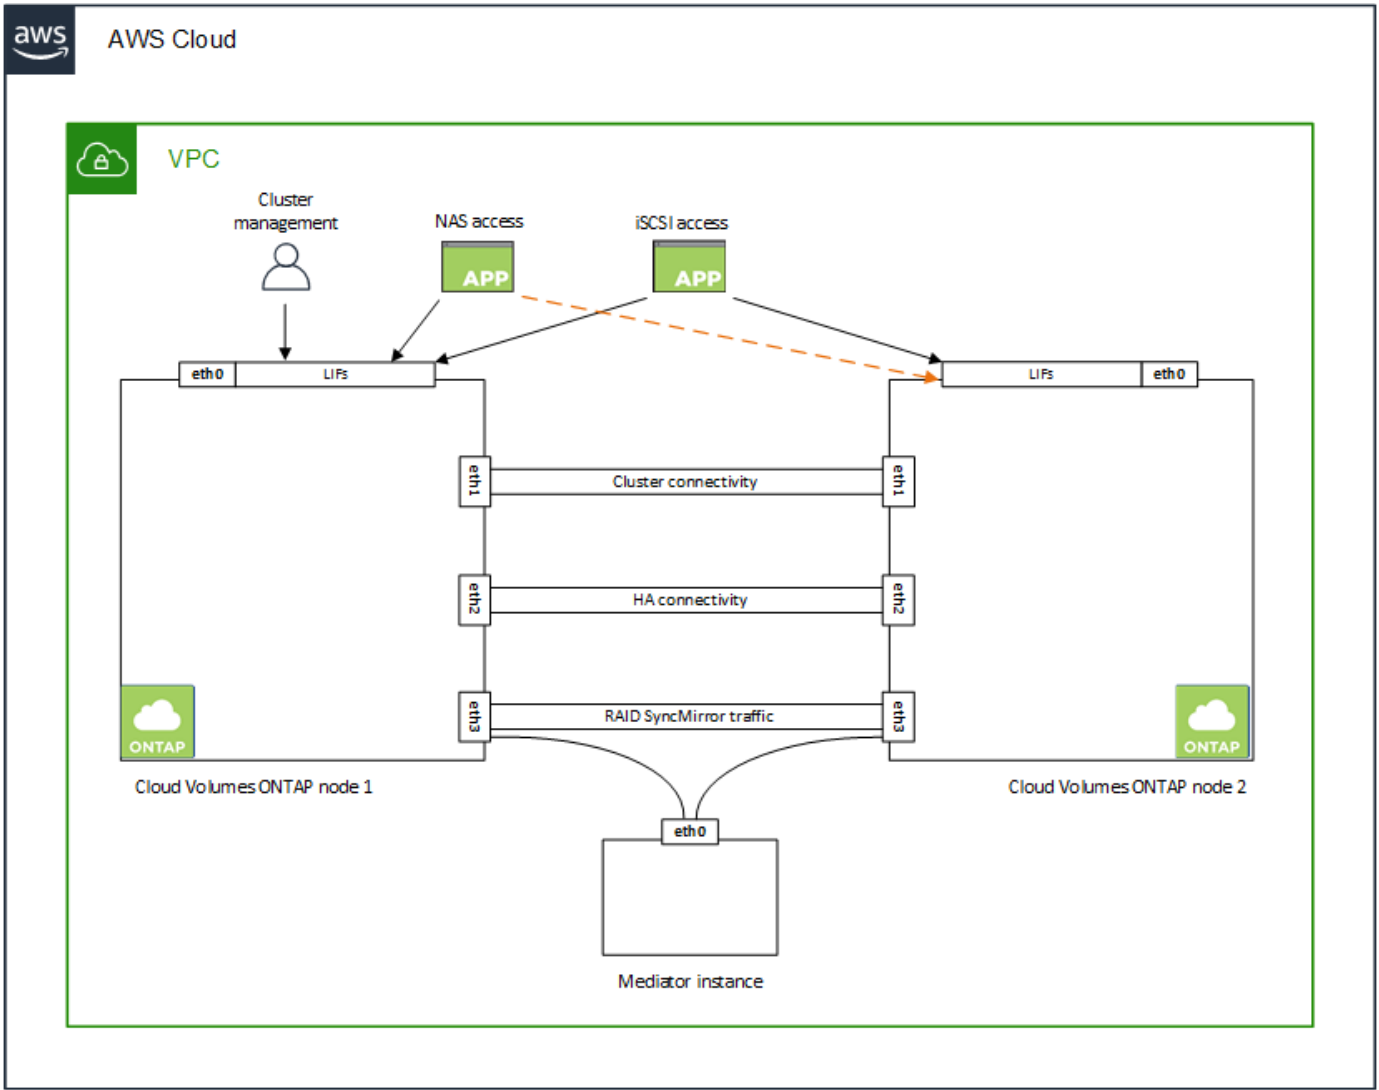 aws
AWS Cloud
VPC
Cluster
management
NAS access
iSCSI access
APP
APP
eth0
LIFs
LIFs
eth0
eth1
Cluster connectivity
eth1
eth2
HA connectivity
eth2
eth3
RAID SyncMirror traffic
eth3
ONTAP
ONTAP
Cloud Volumes ONTAP node 1
Cloud Volumes ONTAP node 2
eth0
Mediator instance